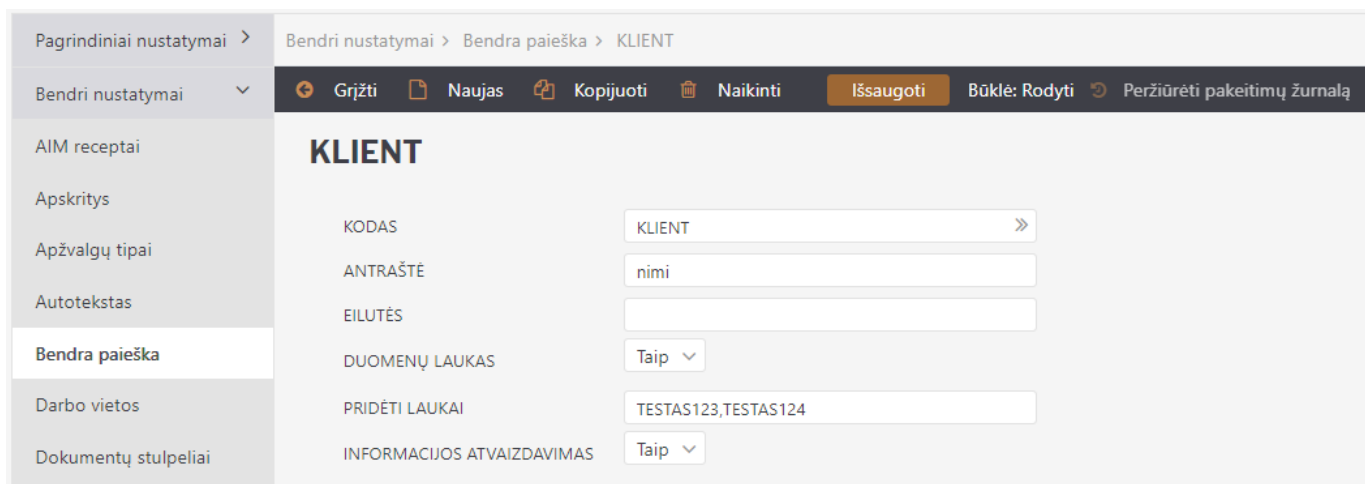 Pagrindiniai nustatymai
Bendri nustatymai > Bendra paieška > KLIENT
Bendri nustatymai
Grįžti Naujas Kopijuoti Naikinti Išsaugoti Būklė: Rodyti Peržiūrėti pakeitimų žurnalą
AIM receptai
KLIENT
Apskritys
KODAS KLIENT
Apžvalgų tipai
ANTRAŠTĖ nimi
Autotekstas
EILUTĖS
Bendra paieška
DUOMENŲ LAUKAS Taip
Darbo vietos
PRIDĖTI LAUKAI TESTAS123,TESTAS124
Dokumentų stulpeliai
INFORMACIJOS ATVAIZDAVIMAS Taip